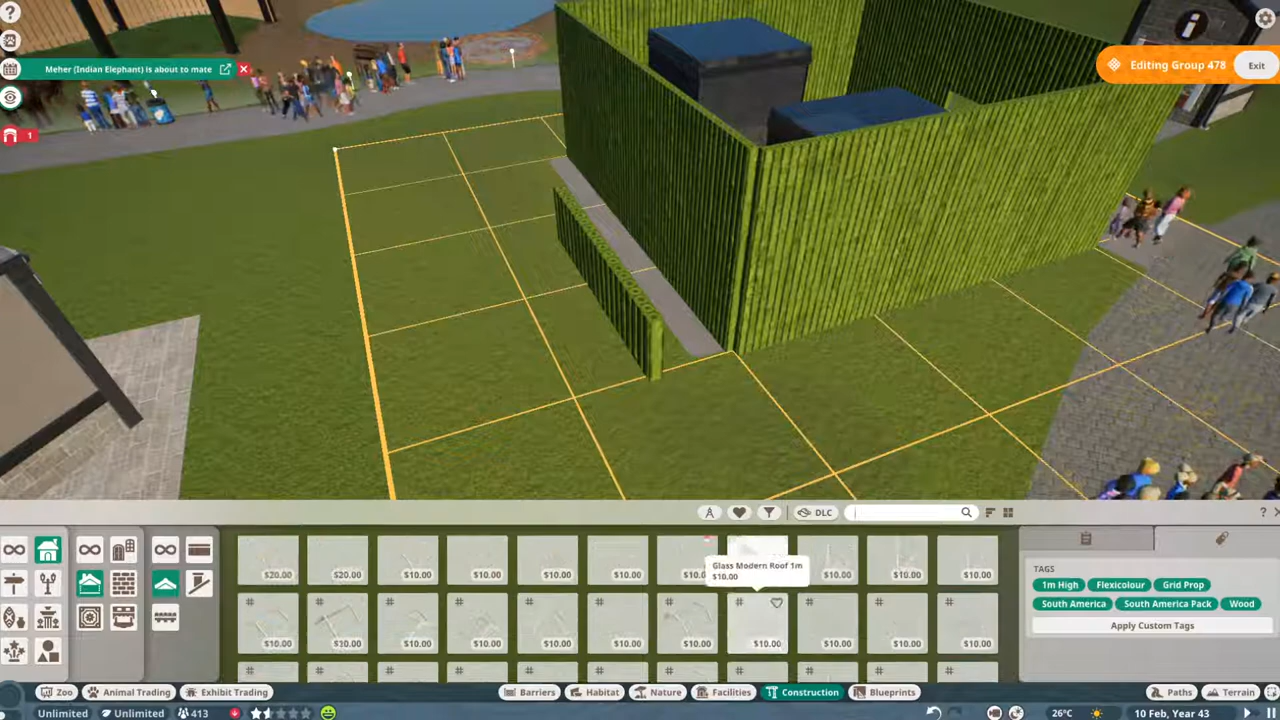 Meher (Indian Elephant) is about to mate
Editing Group 478
Exit
1
DLC
Glass Modern Roof 1m
$10.00
$20.00 $20.00 $10.00 $10.00 $10.00 $10.00 $10.0 $10.00 $10.00 $10.00
$10.00 $10.00 $10.00 $10.00 $10.00 $10.00 $10.00 $10.00 $10.00 $10.00 $10.00
TAGS
1m High Flexicolour Grid Prop
South America South America Pack Wood
Apply Custom Tags
Zoo Animal Trading Exhibit Trading Barriers Habitat Nature Facilities Construction Blueprints Paths Terrain
Unlimited Unlimited 413 26°C 10 Feb, Year 43